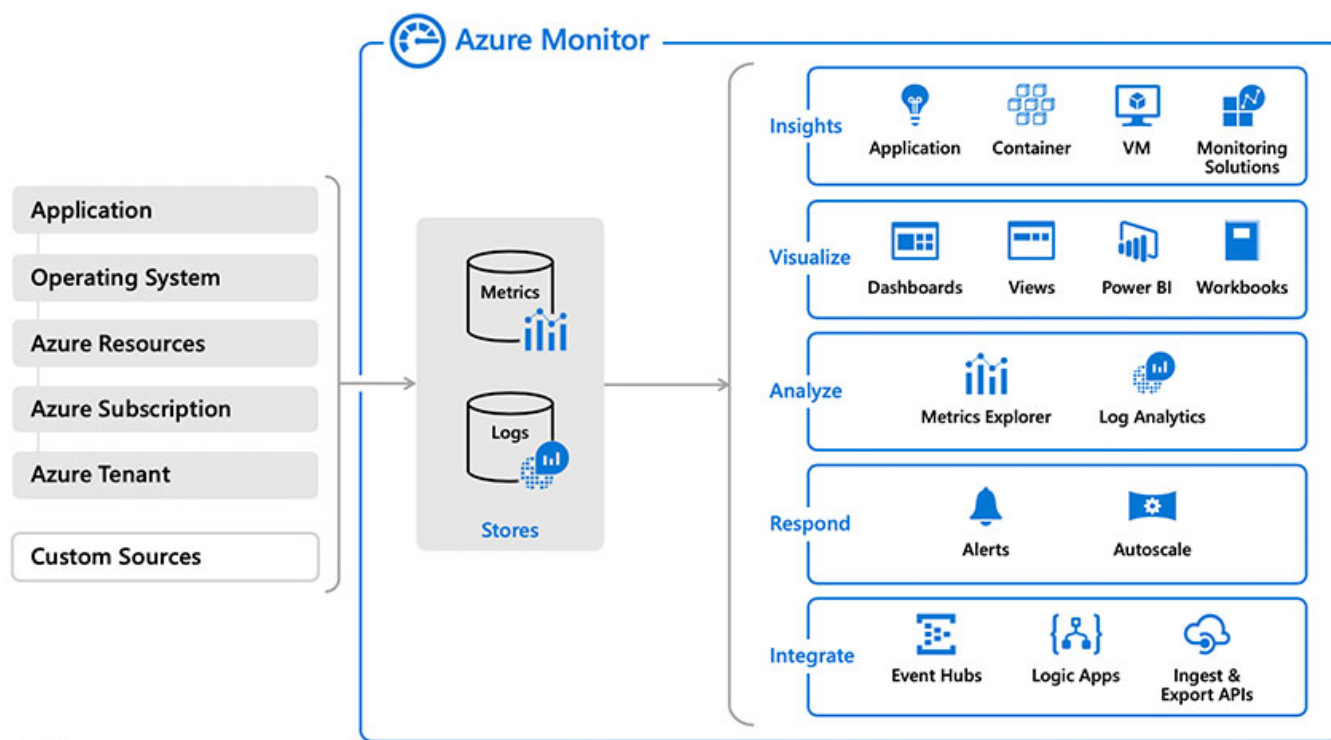 Azure Monitor
Application
Operating System
Azure Resources
Azure Subscription
Azure Tenant
Custom Sources
Metrics
Logs
Stores
Insights
Application
Container
VM
Monitoring
Solutions
Visualize
Dashboards
Views
Power BI
Workbooks
Analyze
Metrics Explorer
Log Analytics
Respond
Alerts
Autoscale
Integrate
Event Hubs
Logic Apps
Ingest &
Export APIs